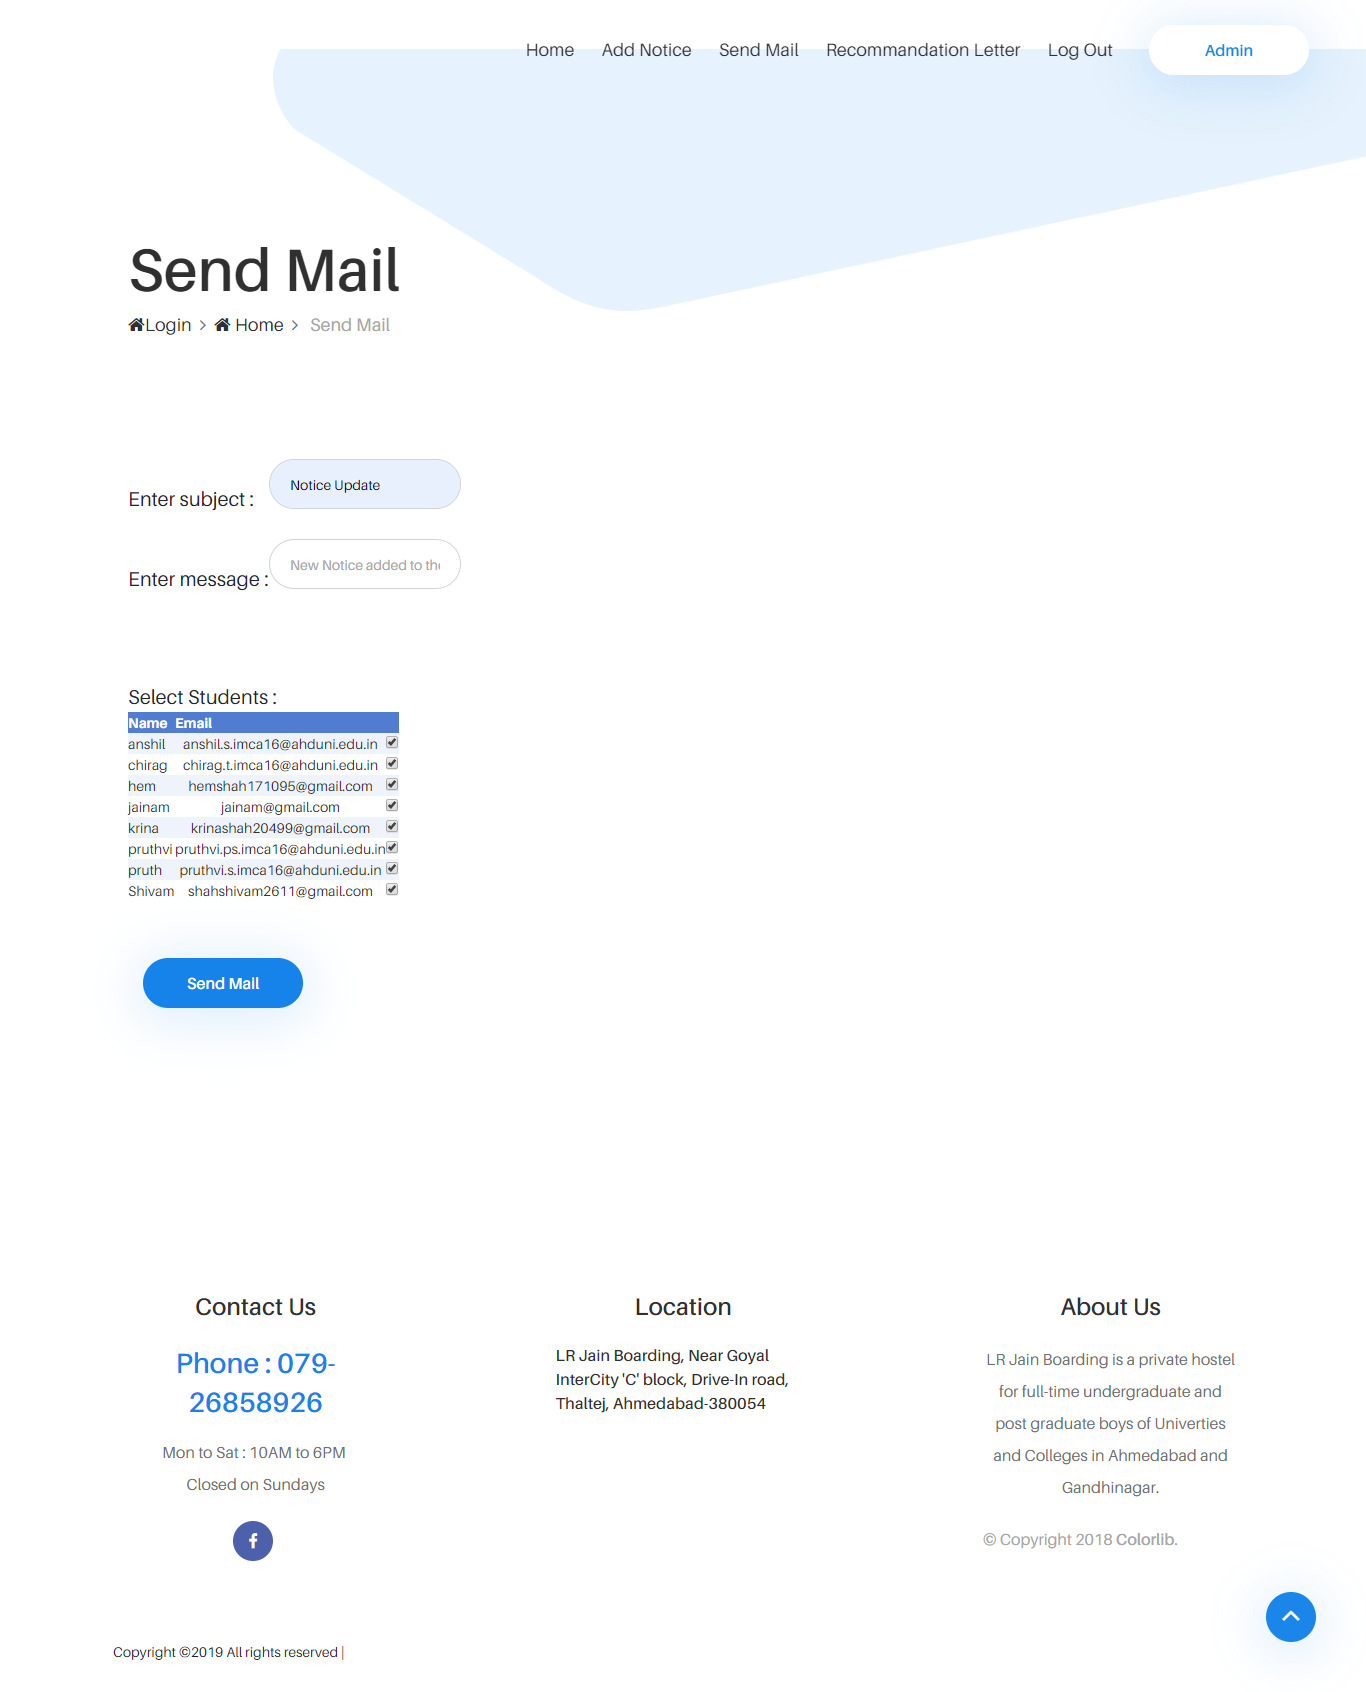 Home Add Notice Send Mail Recommandation Letter Log Out Admin
Send Mail
Login > Home > Send Mail
Enter subject : Notice Update
Enter message : New Notice added to the
Select Students :
Name Email
anshil anshil.s.imca16@ahduni.edu.in
chirag chirag.t.imca16@ahduni.edu.in
hem hemshah171095@gmail.com
jainam jainam@gmail.com
krina krinashah20499@gmail.com
pruthvi pruthvi.ps.imca16@ahduni.edu.in
pruth pruthvi.s.imca16@ahduni.edu.in
Shivam shahshivam2611@gmail.com
Send Mail
Contact Us
Phone : 079-
26858926
Mon to Sat : 10AM to 6PM
Closed on Sundays
Location
LR Jain Boarding, Near Goyal
InterCity 'C' block, Drive-In road,
Thaltej, Ahmedabad-380054
About Us
LR Jain Boarding is a private hostel
for full-time undergraduate and
post graduate boys of Univerties
and Colleges in Ahmedabad and
Gandhinagar.
© Copyright 2018 Colorlib.
Copyright ©2019 All rights reserved |